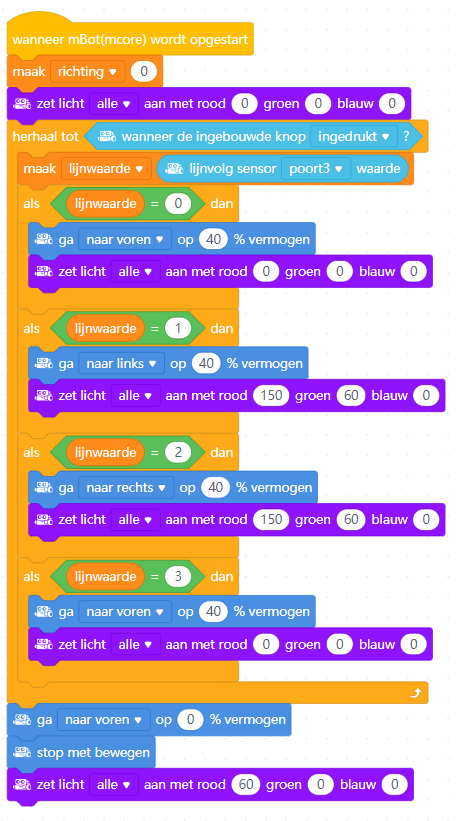 wanneer mBot(mcore) wordt opgestart
maak richting 0
zet licht alle aan met rood 0 groen 0 blauw 0
herhaal tot wanneer de ingebouwde knop ingedrukt ?
maak lijnwaarde lijnvolg sensor poort3 waarde
als lijnwaarde = 0 dan
ga naar voren op 40 % vermogen
zet licht alle aan met rood 0 groen 0 blauw 0
als lijnwaarde = 1 dan
ga naar links op 40 % vermogen
zet licht alle aan met rood 150 groen 60 blauw 0
als lijnwaarde = 2 dan
ga naar rechts op 40 % vermogen
zet licht alle aan met rood 150 groen 60 blauw 0
als lijnwaarde = 3 dan
ga naar voren op 40 % vermogen
zet licht alle aan met rood 0 groen 0 blauw 0
ga naar voren op 0 % vermogen
stop met bewegen
zet licht alle aan met rood 60 groen 0 blauw 0